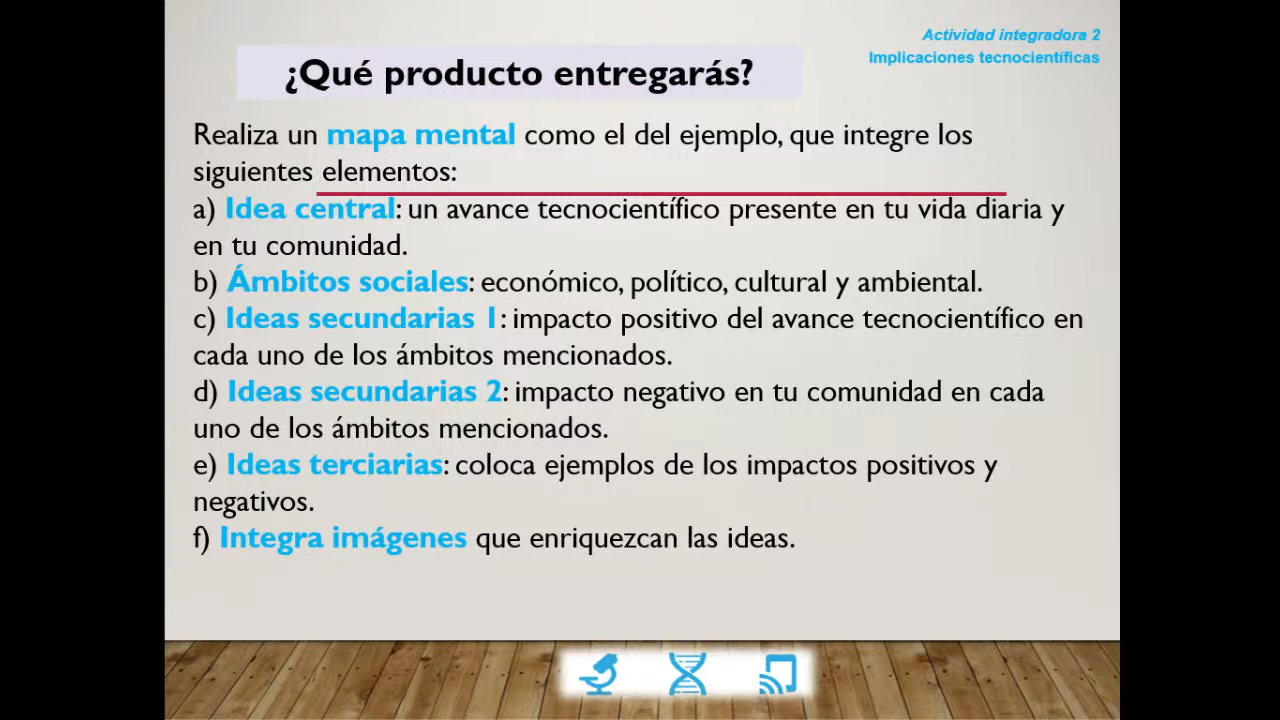 Actividad integradora 2
Implicaciones tecnocientíficas
¿Qué producto entregarás?
Realiza un mapa mental como el del ejemplo, que integre los
siguientes elementos:
a) Idea central: un avance tecnocientífico presente en tu vida diaria y
en tu comunidad.
b) Ámbitos sociales: económico, político, cultural y ambiental.
c) Ideas secundarias 1: impacto positivo del avance tecnocientífico en
cada uno de los ámbitos mencionados.
d) Ideas secundarias 2: impacto negativo en tu comunidad en cada
uno de los ámbitos mencionados.
e) Ideas terciarias: coloca ejemplos de los impactos positivos y
negativos.
f) Integra imágenes que enriquezcan las ideas.